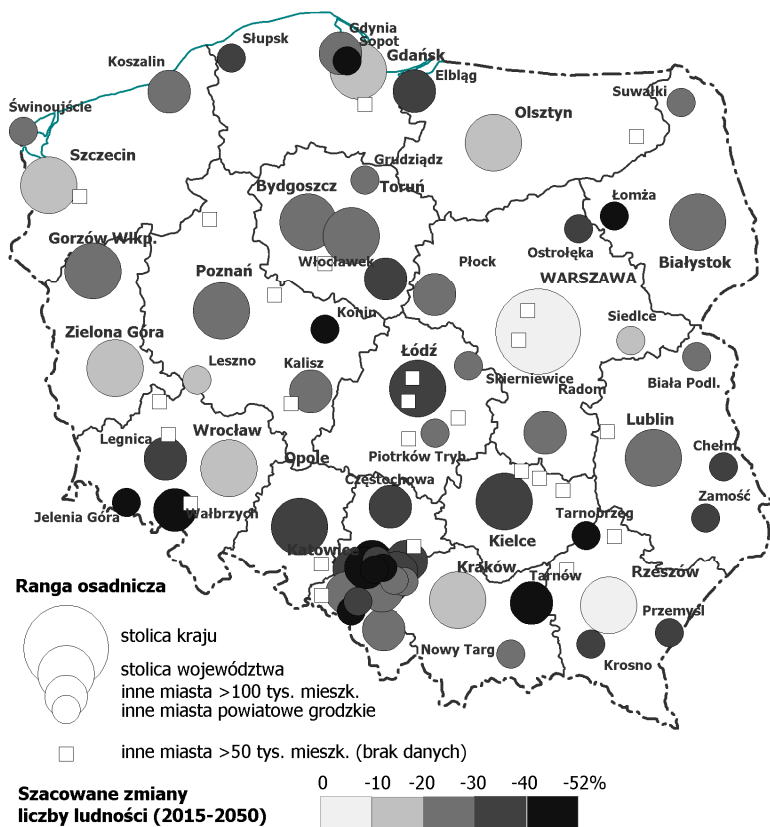 Słupsk
Gdynia
Sopot
Gdańsk
Koszalin
Elbląg
Suwałki
Świnoujście
Olsztyn
Szczecin
Grudziądz
Bydgoszcz
Toruń
Łomża
Gorzów Wlkp.
Ostrołęka
Włocławek
Płock
Białystok
Poznań
WARSZAWA
Konin
Siedlce
Zielona Góra
Łódź
Leszno
Kalisz
Skierniewice
Biała Podl.
Radom
Lublin
Wrocław
Legnica
Piotrków Tryb.
Chełm
Opole
Częstochowa
Zamość
Jelenia Góra
Wałbrzych
Tarnobrzeg
Kielce
Katowice
Kraków
Tarnów
Rzeszów
Przemyśl
Nowy Targ
Krosno
Ranga osadnicza
stolica kraju
stolica województwa
inne miasta >100 tys. mieszk.
inne miasta powiatowe grodzkie
inne miasta >50 tys. mieszk. (brak danych)
0 -10 -20 -30 -40 -52%
Szacowane zmiany
liczby ludności (2015-2050)